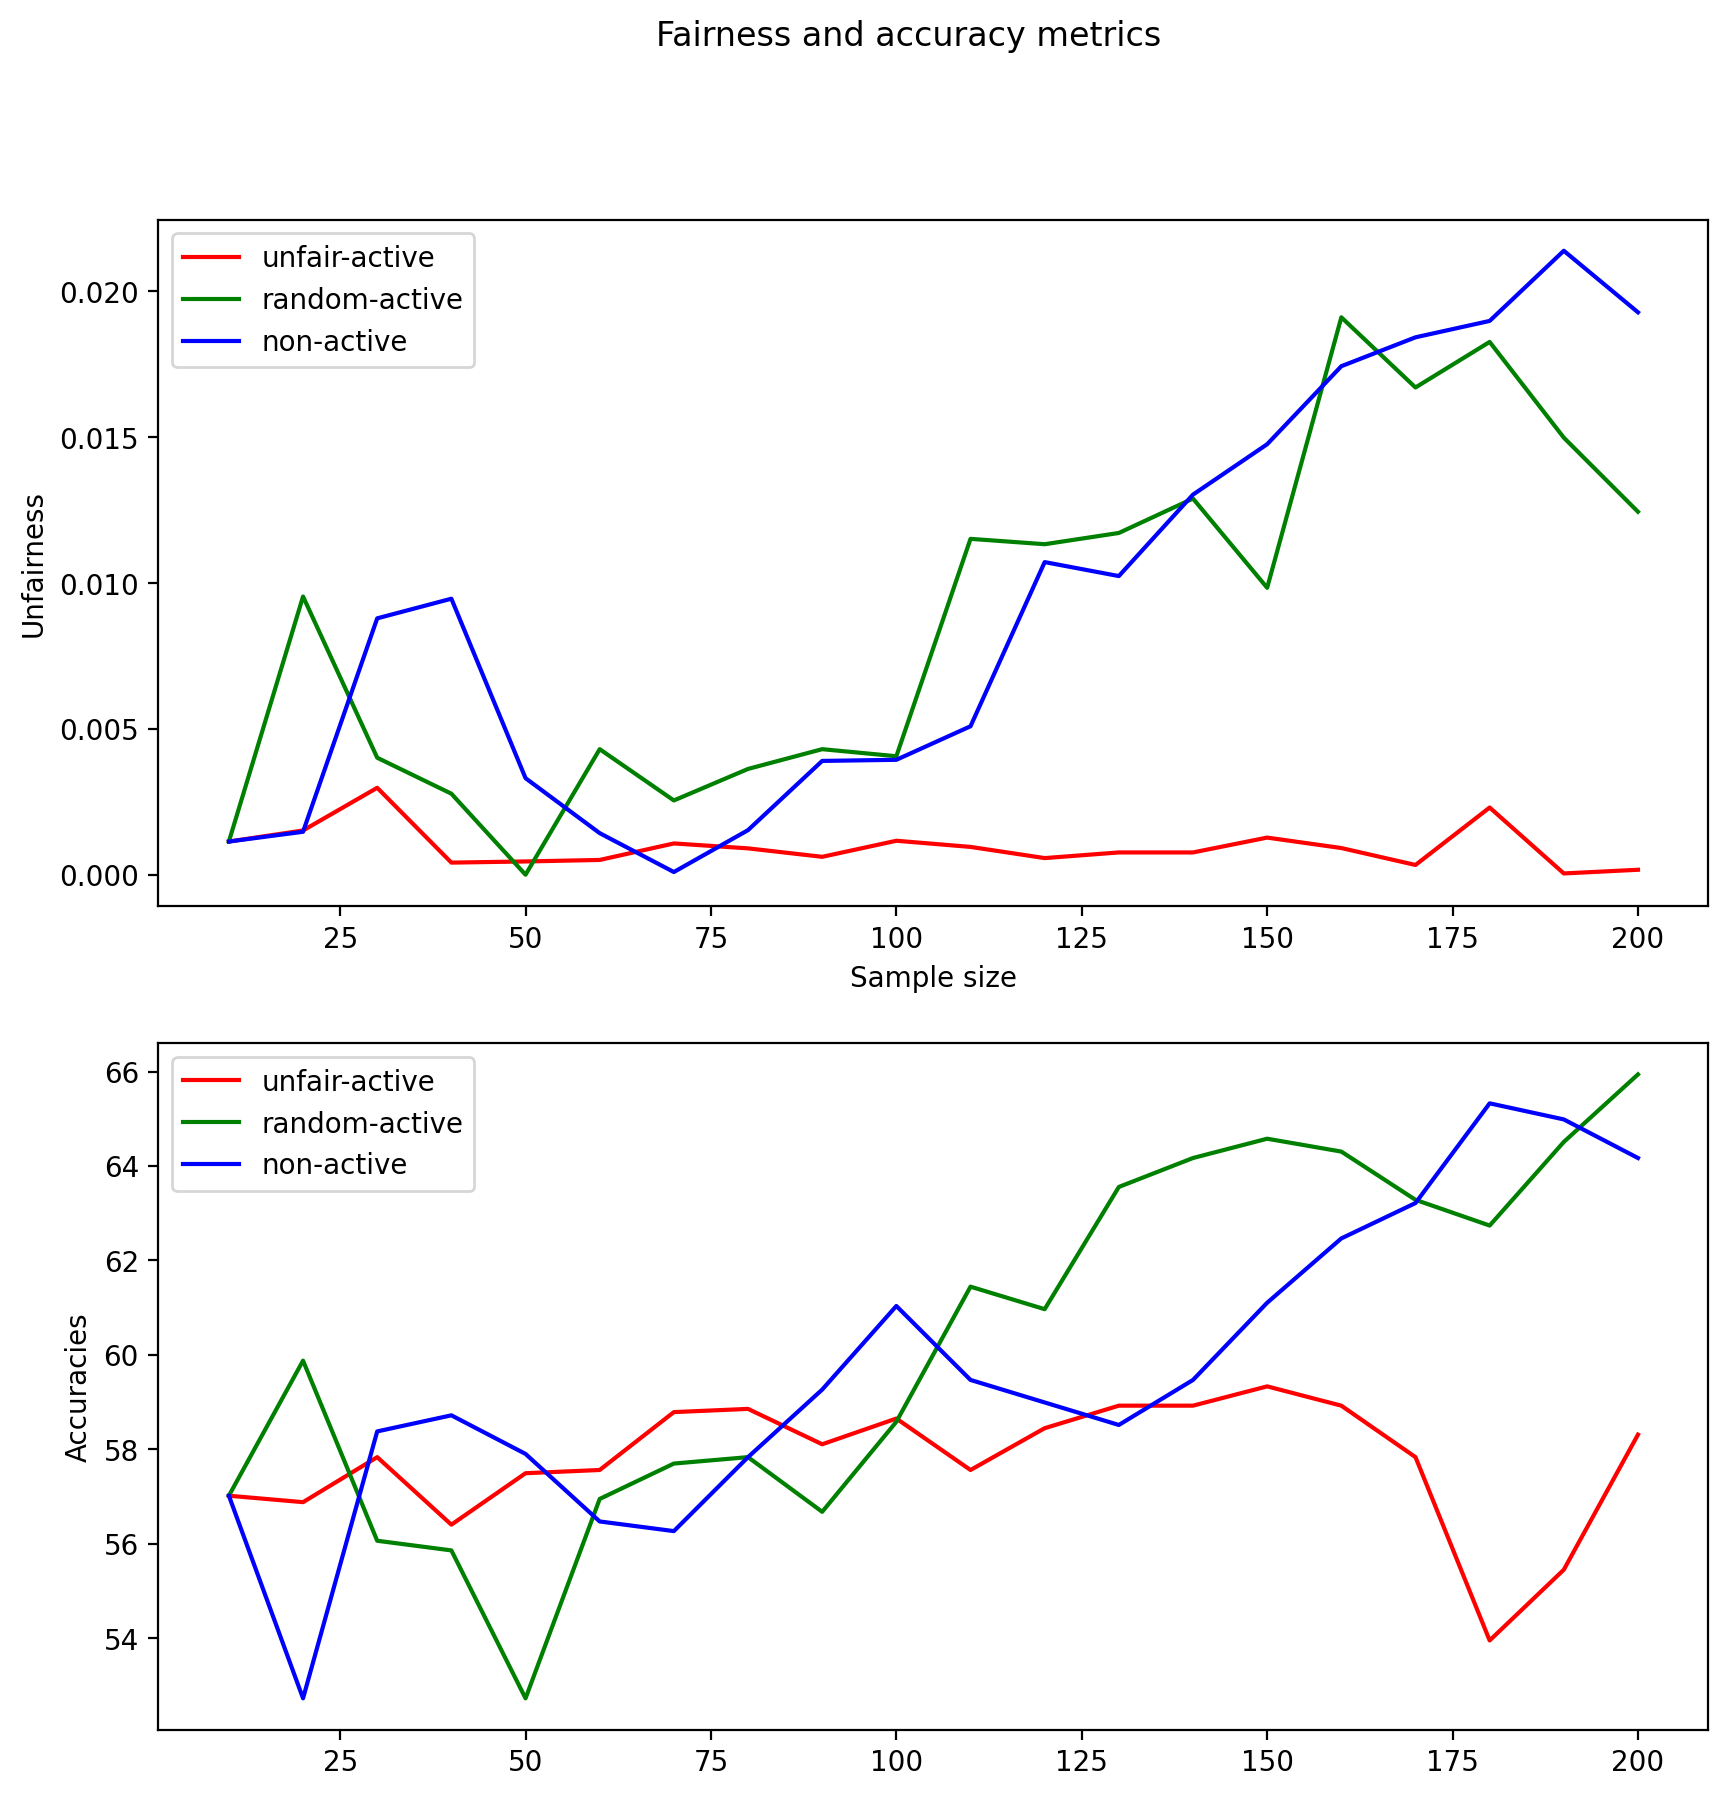 Fairness and accuracy metrics
unfair-active
random-active
non-active
0.020
0.015
0.010
0.005
0.000
Unfairness
25 50 75 100 125 150 175 200
Sample size
unfair-active
random-active
non-active
66
64
62
60
58
56
54
Accuracies
25 50 75 100 125 150 175 200